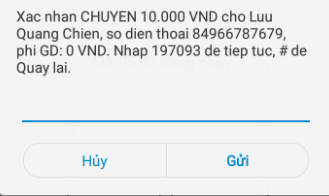 Xac nhan CHUYEN 10.000 VND cho Luu
Quang Chien, so dien thoai 84966787679,
phi GD: 0 VND. Nhap 197093 de tiep tuc, # de
Quay lai.
Hủy
Gửi